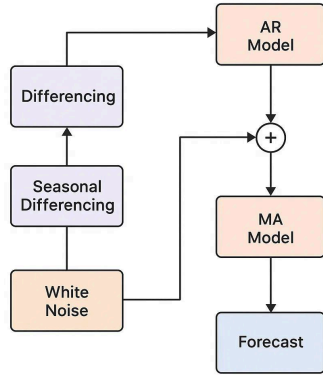 AR
Model
Differencing
+
Seasonal
Differencing
MA
Model
White
Noise
Forecast